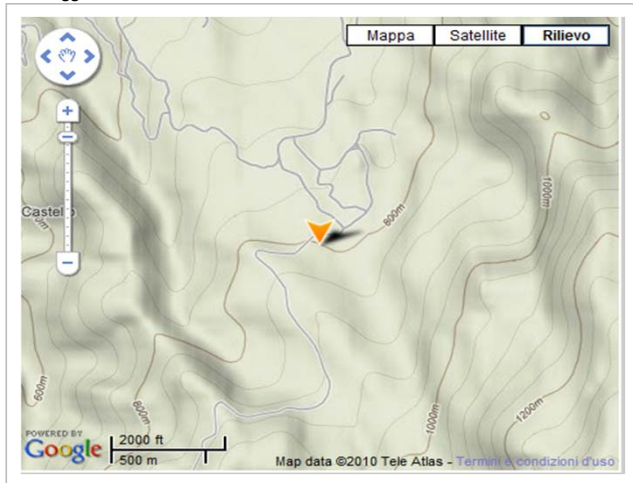 Mappa
Satellite
Rilievo
800m
1000m
600m
800m
1000m
1200m
POWERED BY
Google
2000 ft
500 m
Map data ©2010 Tele Atlas - Termini e condizioni d'uso